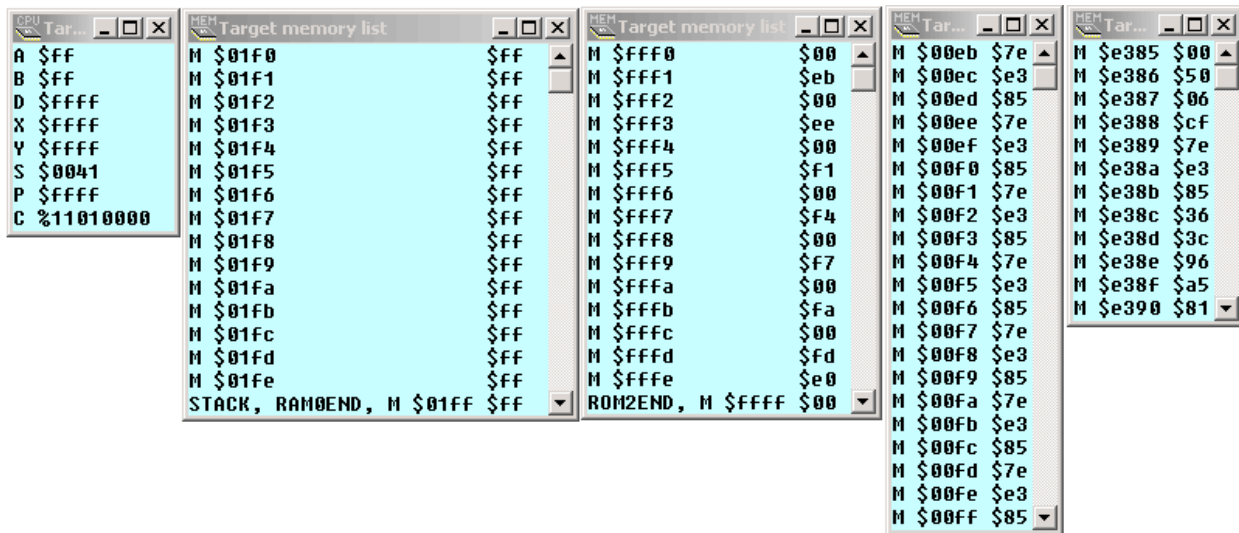 CPU Tar...
A $ff
B $ff
D $ffff
X $ffff
Y $ffff
S $0041
P $ffff
C %11010000
MEM Target memory list
M $01f0 $ff
M $01f1 $ff
M $01f2 $ff
M $01f3 $ff
M $01f4 $ff
M $01f5 $ff
M $01f6 $ff
M $01f7 $ff
M $01f8 $ff
M $01f9 $ff
M $01fa $ff
M $01fb $ff
M $01fc $ff
M $01fd $ff
M $01fe $ff
STACK, RAM0END, M $01ff $ff
MEM Target memory list
M $fff0 $00
M $fff1 $eb
M $fff2 $00
M $fff3 $ee
M $fff4 $00
M $fff5 $f1
M $fff6 $00
M $fff7 $f4
M $fff8 $00
M $fff9 $f7
M $fffa $00
M $fffb $fa
M $fffc $00
M $fffd $fd
M $fffe $e0
ROM2END, M $ffff $00
MEM Tar...
M $00eb $7e
M $00ec $e3
M $00ed $85
M $00ee $7e
M $00ef $e3
M $00f0 $85
M $00f1 $7e
M $00f2 $e3
M $00f3 $85
M $00f4 $7e
M $00f5 $e3
M $00f6 $85
M $00f7 $7e
M $00f8 $e3
M $00f9 $85
M $00fa $7e
M $00fb $e3
M $00fc $85
M $00fd $7e
M $00fe $e3
M $00ff $85
MEM Tar...
M $e385 $00
M $e386 $50
M $e387 $06
M $e388 $cf
M $e389 $7e
M $e38a $e3
M $e38b $85
M $e38c $36
M $e38d $3c
M $e38e $96
M $e38f $a5
M $e390 $81